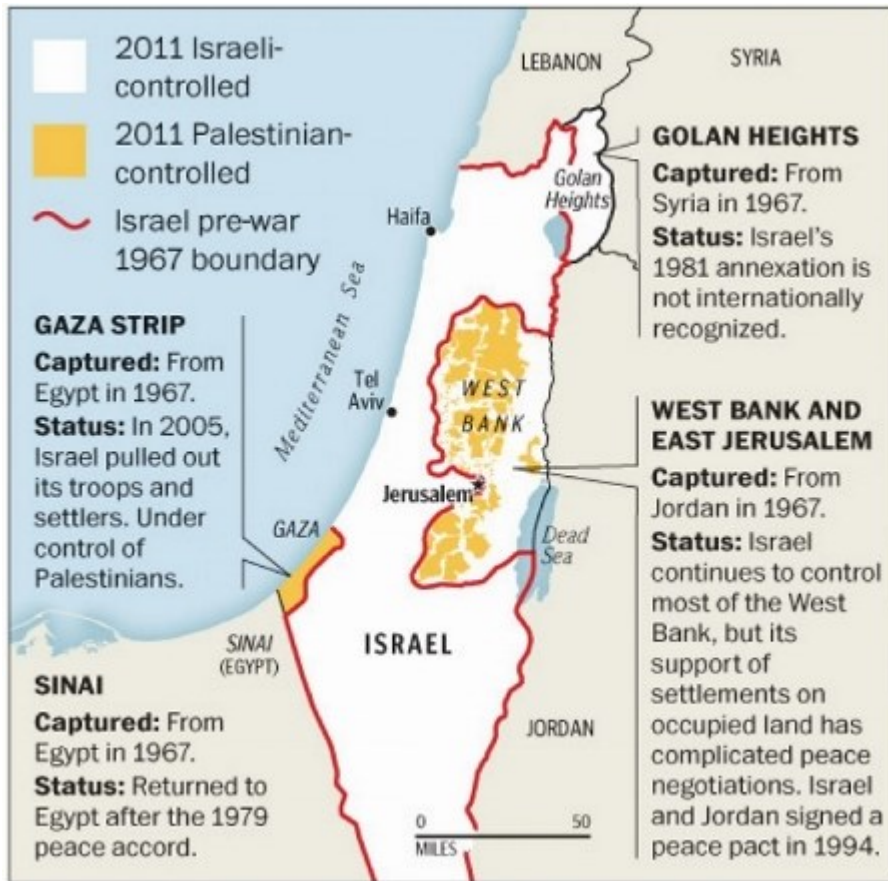 2011 Israeli-
controlled
2011 Palestinian-
controlled
Israel pre-war
1967 boundary
LEBANON
SYRIA
GOLAN HEIGHTS
Captured: From
Syria in 1967.
Status: Israel's
1981 annexation is
not internationally
recognized.
Golan
Heights
Haifa
Mediterranean Sea
GAZA STRIP
Captured: From
Egypt in 1967.
Status: In 2005,
Israel pulled out
its troops and
settlers. Under
control of
Palestinians.
Tel
Aviv
WEST
BANK
Jerusalem
WEST BANK AND
EAST JERUSALEM
Captured: From
Jordan in 1967.
Status: Israel
continues to control
most of the West
Bank, but its
support of
settlements on
occupied land has
complicated peace
negotiations. Israel
and Jordan signed a
peace pact in 1994.
GAZA
Dead
Sea
SINAI
(EGYPT)
ISRAEL
JORDAN
SINAI
Captured: From
Egypt in 1967.
Status: Returned to
Egypt after the 1979
peace accord.
0 50
MILES